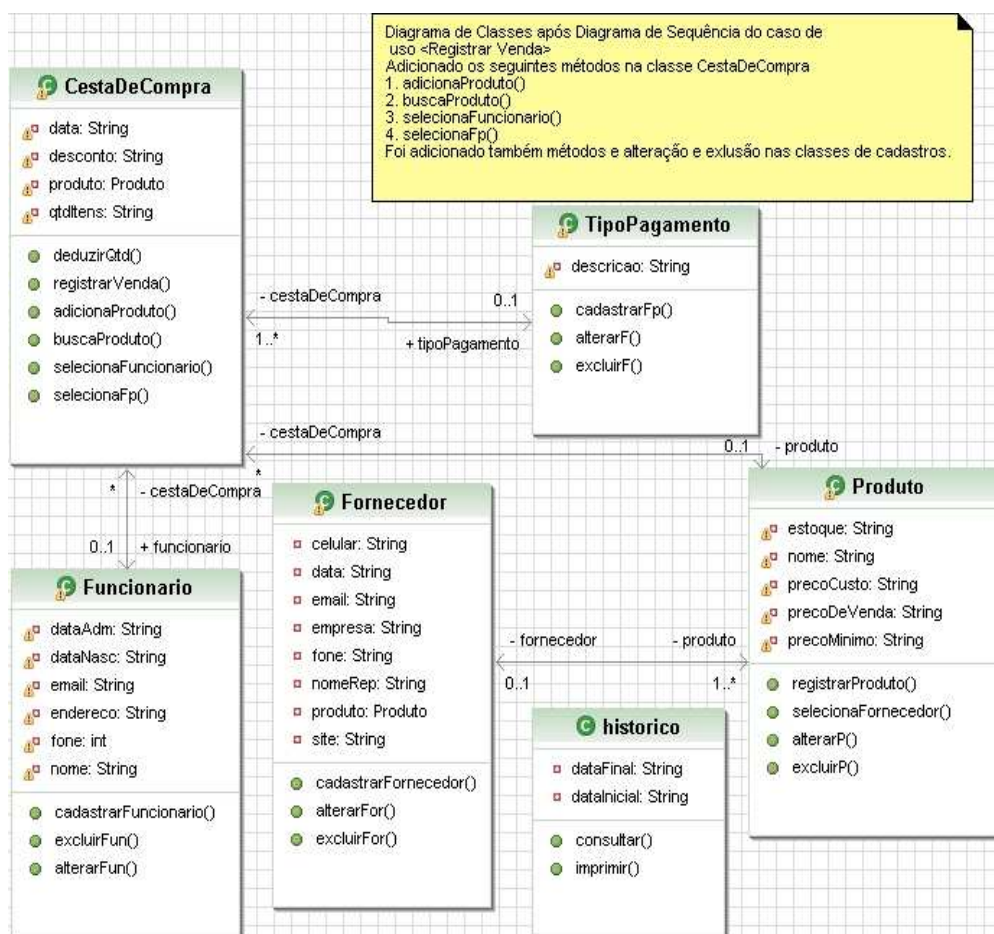 Diagrama de Classes após Diagrama de Sequência do caso de
uso <Registrar Venda>
Adicionado os seguintes métodos na classe CestaDeCompra
1. adicionaProduto()
2. buscaProduto()
3. selecionaFuncionario()
4. selecionaFp()
Foi adicionado também métodos e alteração e exlusão nas classes de cadastros.
CestaDeCompra
data: String
desconto: String
produto: Produto
qtdItens: String
deduzirQtd()
registrarVenda()
adicionaProduto()
buscaProduto()
selecionaFuncionario()
selecionaFp()
TipoPagamento
descricao: String
cadastrarFp()
alterarF()
excluirF()
- cestaDeCompra
0..1
1..*
+ tipoPagamento
- cestaDeCompra
0..1
- produto
*
*
- cestaDeCompra
0..1
+ funcionario
Funcionario
dataAdm: String
dataNasc: String
email: String
endereco: String
fone: int
nome: String
cadastrarFuncionario()
excluirFun()
alterarFun()
Fornecedor
celular: String
data: String
email: String
empresa: String
fone: String
nomeRep: String
produto: Produto
site: String
cadastrarFornecedor()
alterarFor()
excluirFor()
- fornecedor
- produto
0..1
1..*
historico
dataFinal: String
dataInicial: String
consultar()
imprimir()
Produto
estoque: String
nome: String
precoCusto: String
precoDeVenda: String
precoMinimo: String
registrarProduto()
selecionaFornecedor()
alterarP()
excluirP()